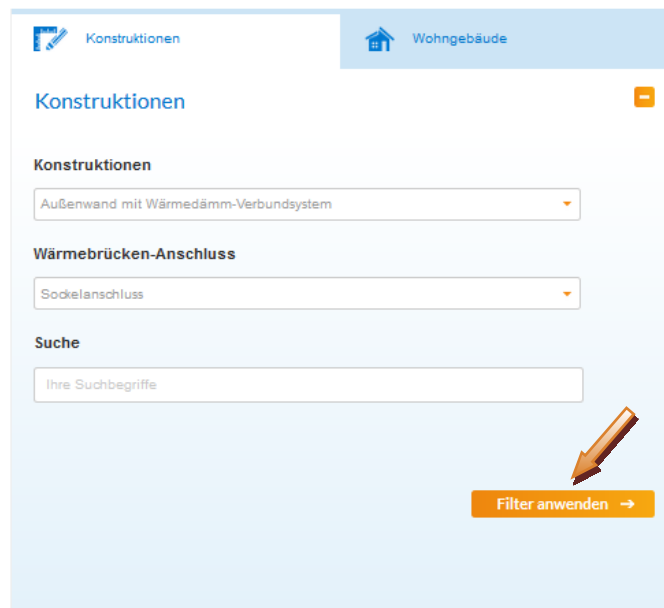 Konstruktionen
Wohngebäude
Konstruktionen
Konstruktionen
Außenwand mit Wärmedämm-Verbundsystem
Wärmebrücken-Anschluss
Sockelanschluss
Suche
Ihre Suchbegriffe
Filter anwenden →